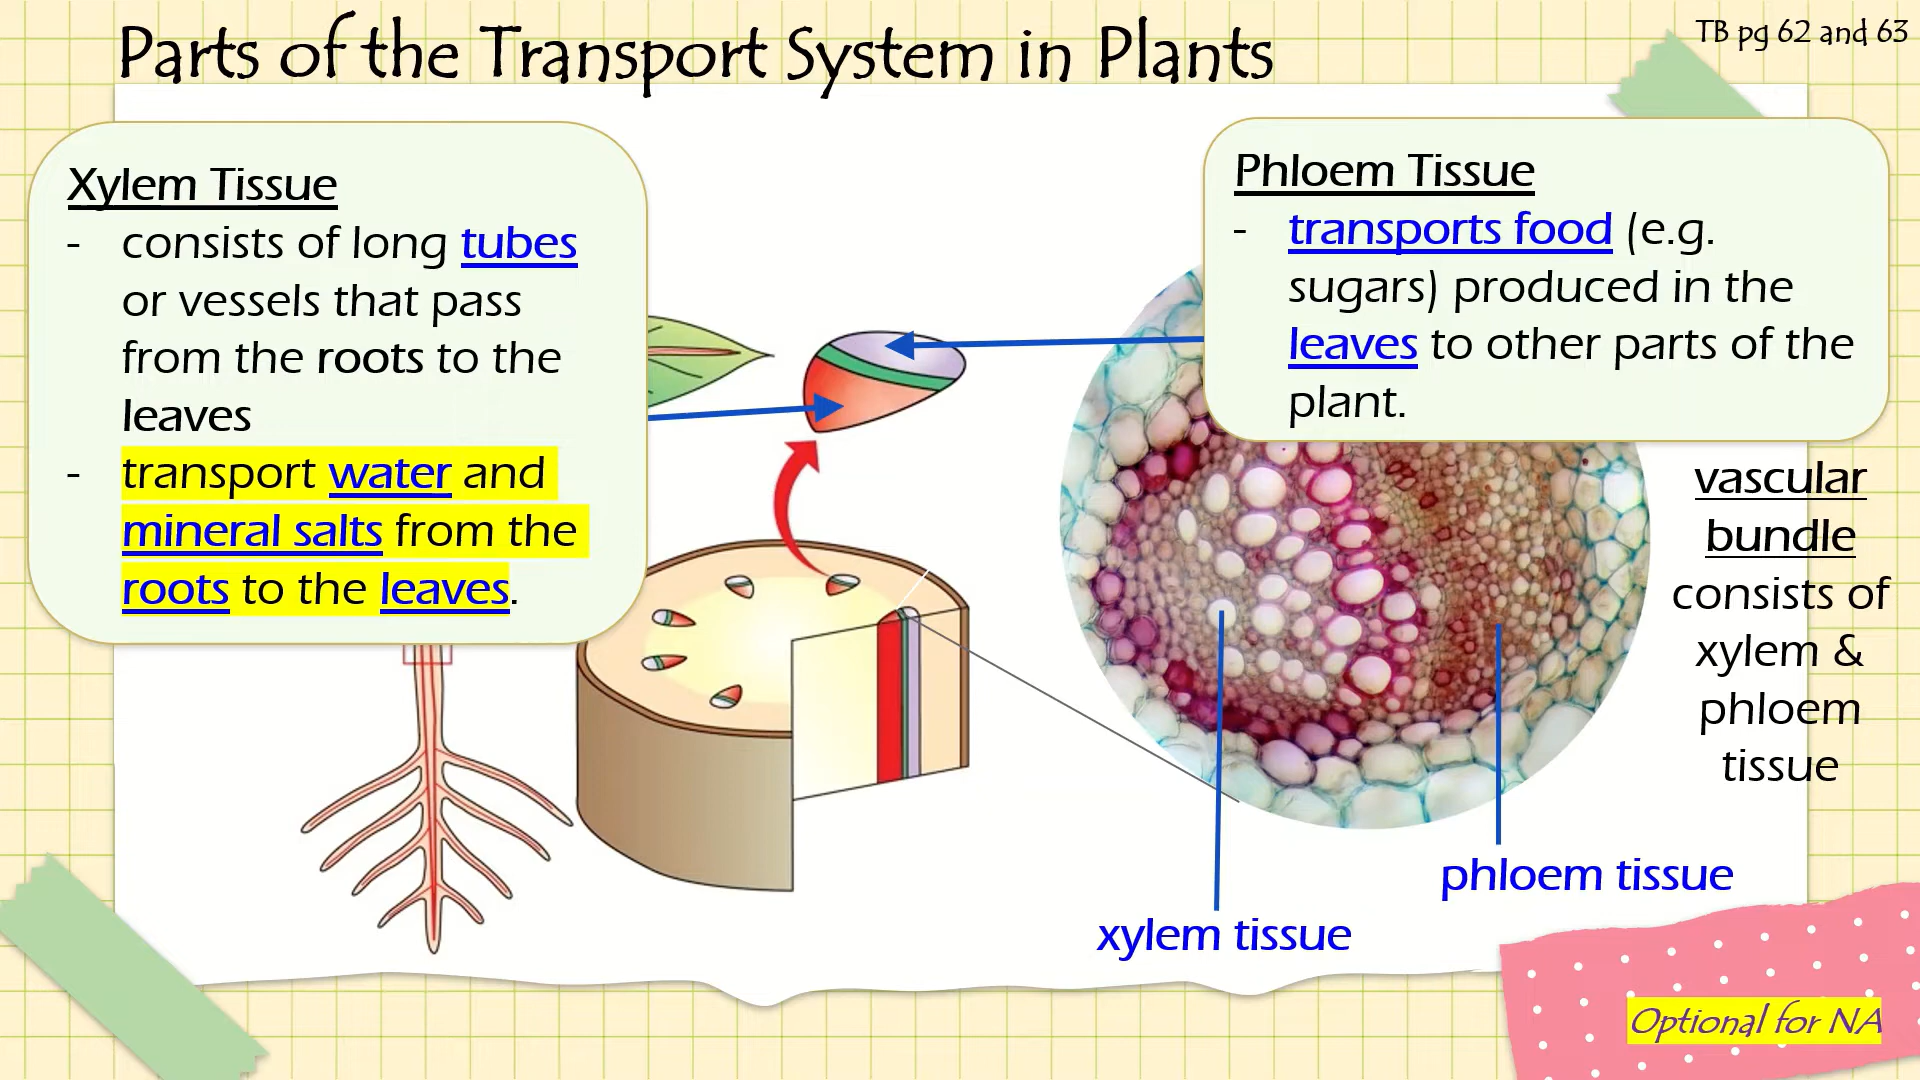 Parts of the Transport System in Plants
TB pg 62 and 63
Xylem Tissue
- consists of long tubes
or vessels that pass
from the roots to the
leaves
- transport water and
mineral salts from the
roots to the leaves.
Phloem Tissue
- transports food (e.g.
sugars) produced in the
leaves to other parts of the
plant.
vascular
bundle
consists of
xylem &
phloem
tissue
phloem tissue
xylem tissue
Optional for NA